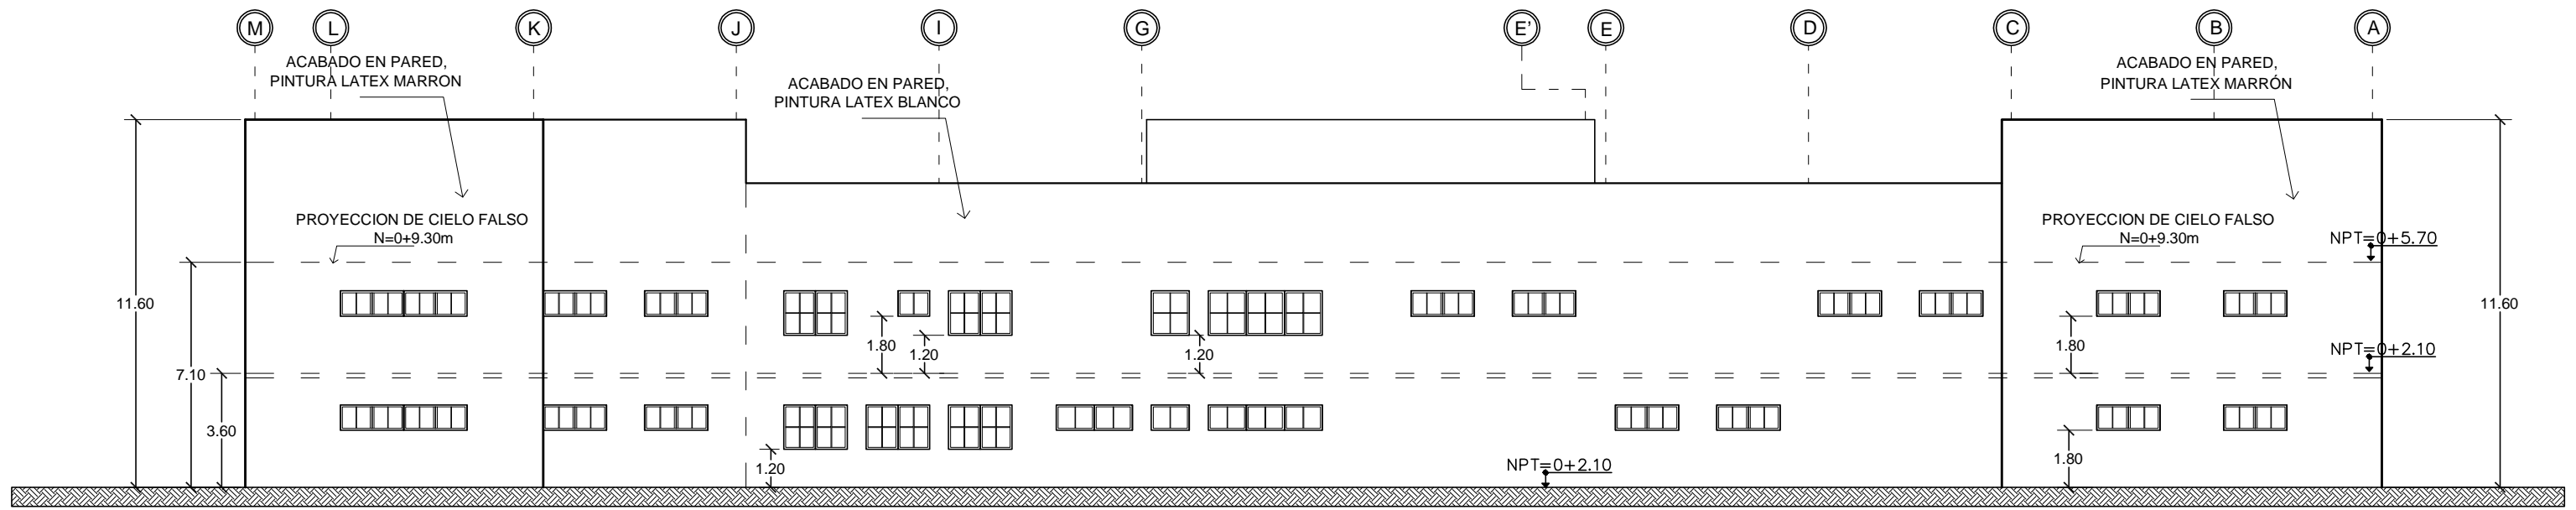 M L K J I G E' E D C B A
ACABADO EN PARED,
PINTURA LATEX MARRON
ACABADO EN PARED,
PINTURA LATEX BLANCO
ACABADO EN PARED,
PINTURA LATEX MARRÓN
PROYECCION DE CIELO FALSO
N=0+9.30m
PROYECCION DE CIELO FALSO
N=0+9.30m
NPT=0+5.70
11.60
11.60
1.80
1.20
1.20
1.80
NPT=0+2.10
7.10
3.60
1.20
NPT=0+2.10
1.80